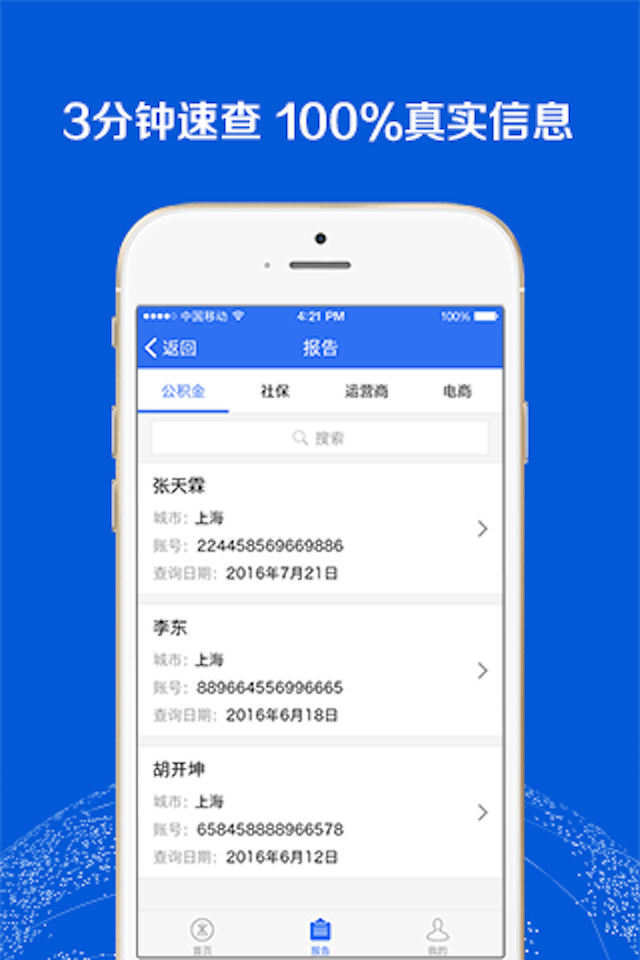 3分钟速查 100%真实信息
中国移动 4:21 PM 100%
返回 报告
公积金 社保 运营商 电商
搜索
张天霖
城市：上海
账号：224458569669886
查询日期：2016年7月21日
李东
城市：上海
账号：889664556996665
查询日期：2016年6月18日
胡开坤
城市：上海
账号：658458888966578
查询日期：2016年6月12日
首页 报告 我的